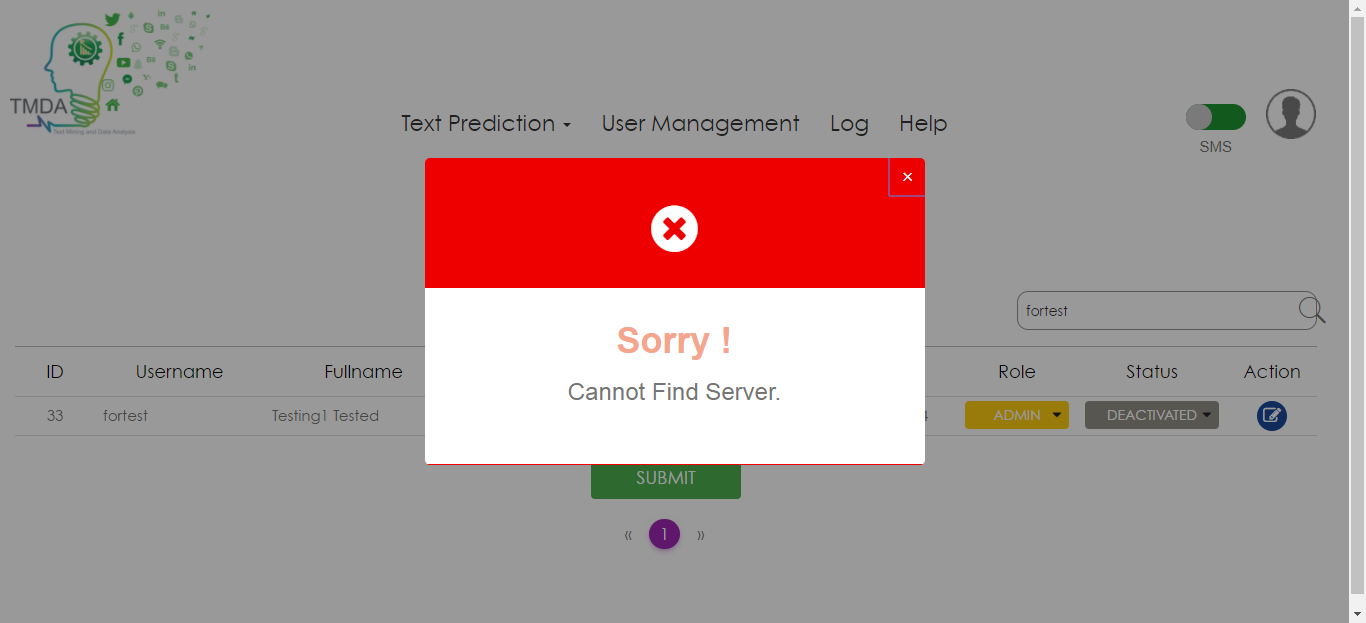 TMDA
Text Mining and Data Analysis
Text Prediction
User Management
Log
Help
SMS
×
Sorry !
Cannot Find Server.
fortest
ID Username Fullname Role Status Action
33 fortest Testing1 Tested 4 ADMIN DEACTIVATED
SUBMIT
« 1 »